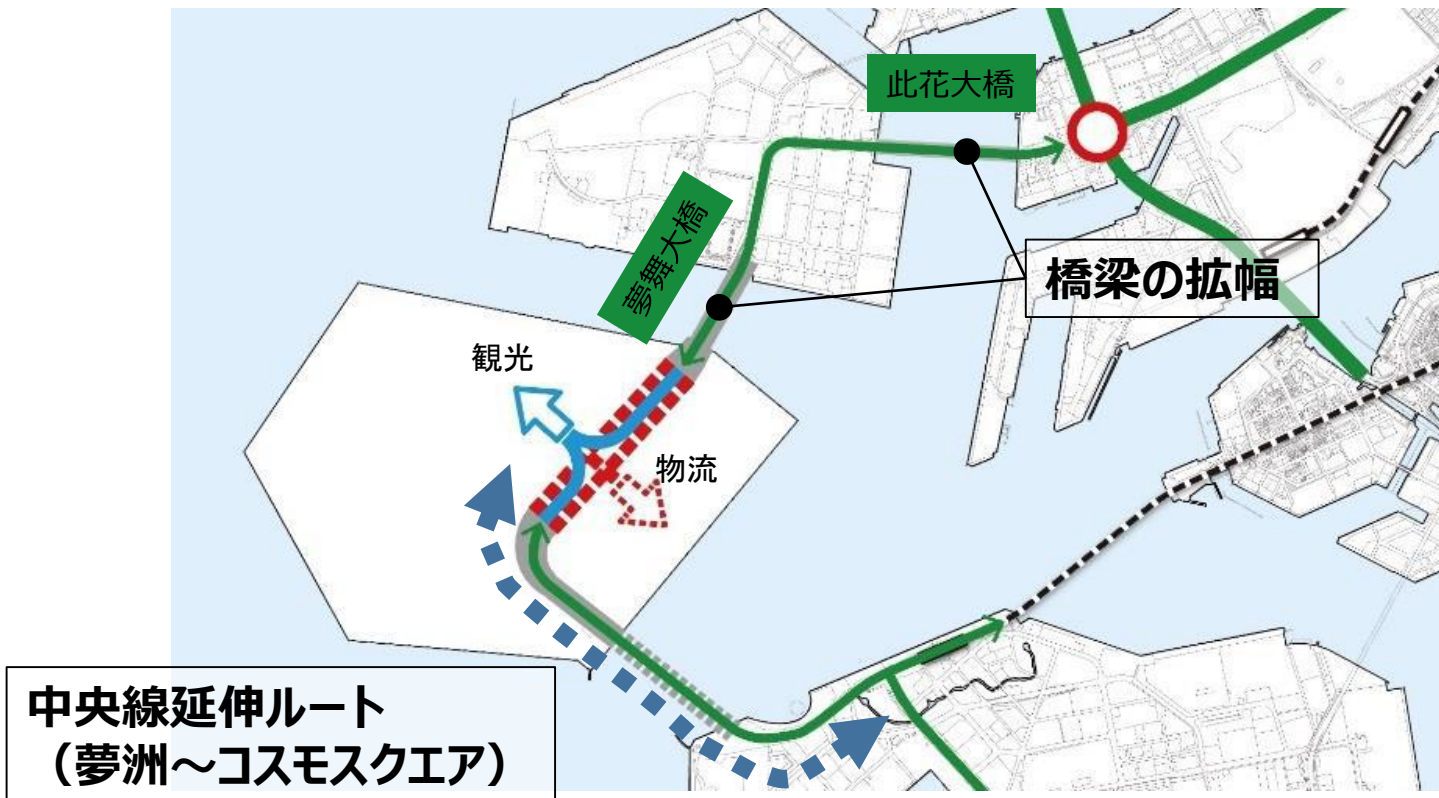 此花大橋
夢舞大橋
橋梁の拡幅
観光
物流
中央線延伸ルート
（夢洲～コスモスクエア）